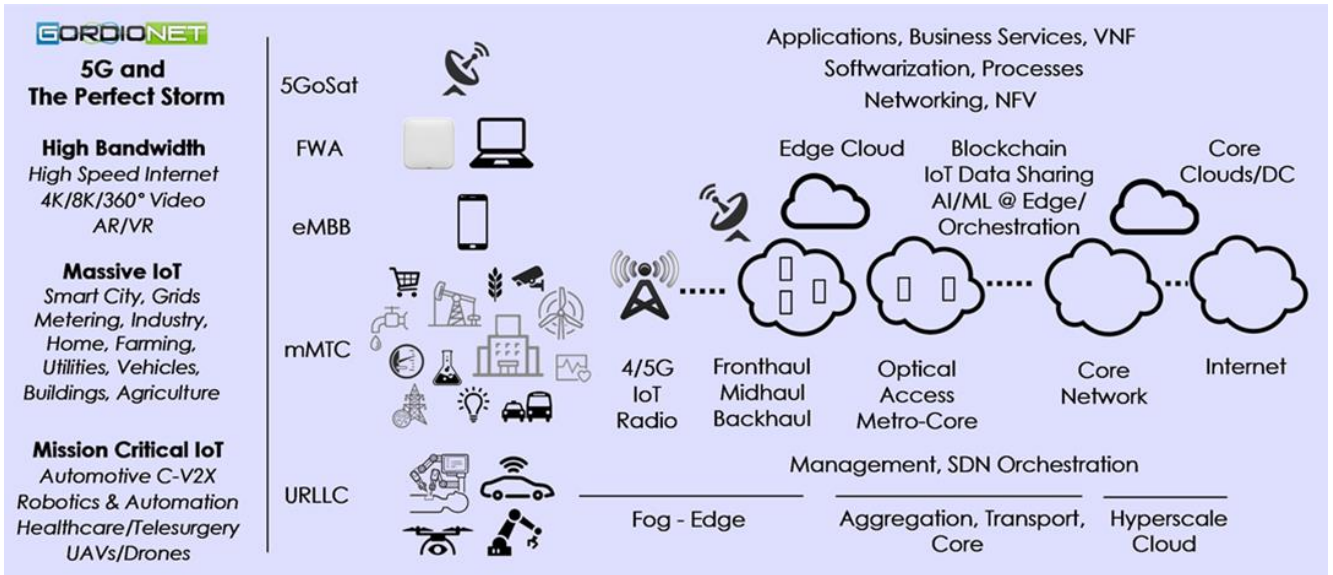 GORDIONET
5G and
The Perfect Storm
High Bandwidth
High Speed Internet
4K/8K/360° Video
AR/VR
Massive IoT
Smart City, Grids
Metering, Industry,
Home, Farming,
Utilities, Vehicles,
Buildings, Agriculture
Mission Critical IoT
Automotive C-V2X
Robotics & Automation
Healthcare/Telesurgery
UAVs/Drones
5GoSat
FWA
eMBB
mMTC
URLLC
Applications, Business Services, VNF
Softwarization, Processes
Networking, NFV
Edge Cloud
Blockchain
IoT Data Sharing
AI/ML @ Edge/
Orchestration
Core
Clouds/DC
4/5G
IoT
Radio
Fronthaul
Midhaul
Backhaul
Optical
Access
Metro-Core
Core
Network
Internet
Management, SDN Orchestration
Fog - Edge
Aggregation, Transport,
Core
Hyperscale
Cloud